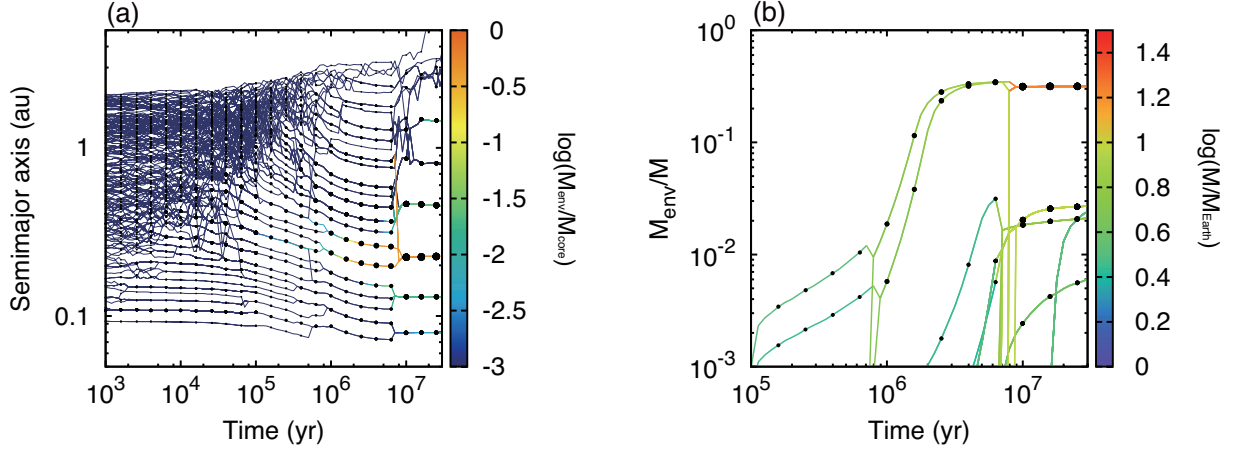 (a)
Semimajor axis (au)
1
0.1
10^3 10^4 10^5 10^6 10^7
Time (yr)
0
-0.5
-1
-1.5
-2
-2.5
-3
log(M_env/M_core)
(b)
M_env/M
10^0
10^-1
10^-2
10^-3
10^5 10^6 10^7
Time (yr)
1.4
1.2
1
0.8
0.6
0.4
0.2
0
log(M/M_Earth)